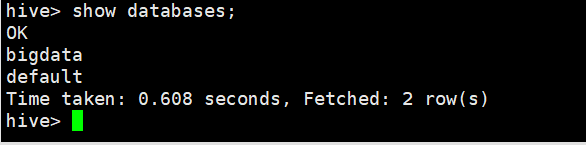 hive> show databases;
OK
bigdata
default
Time taken: 0.608 seconds, Fetched: 2 row(s)
hive>